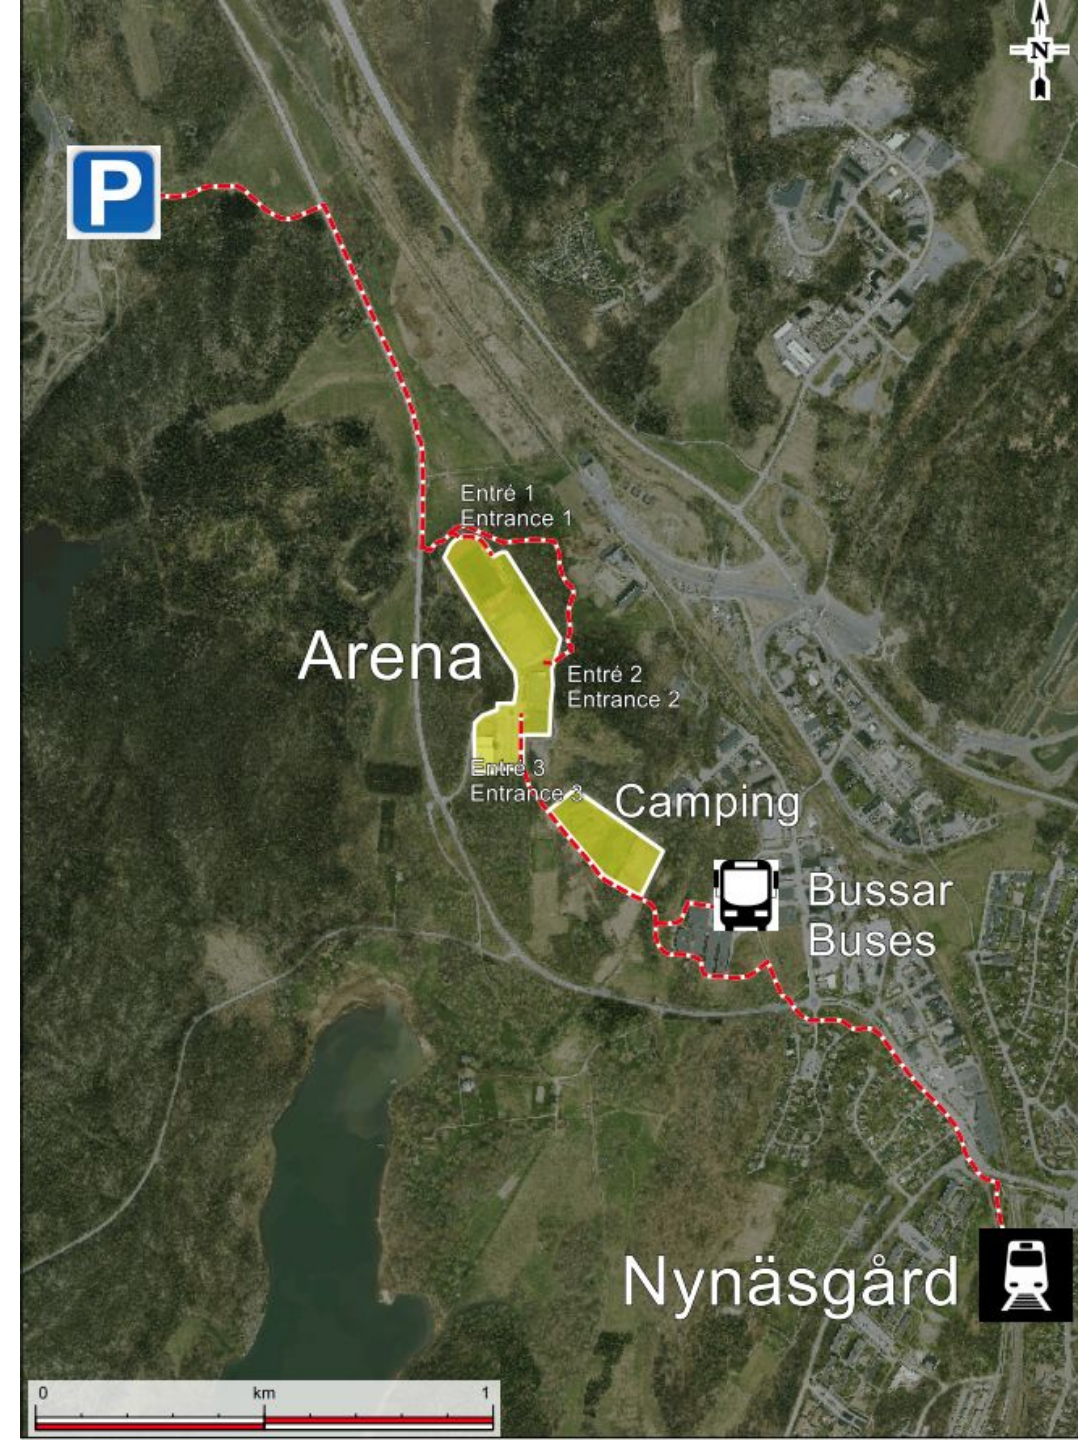 N
P
Entré 1
Entrance 1
Arena
Entré 2
Entrance 2
Entré 3
Entrance 3
Camping
Bussar
Buses
Nynäsgård
0 km 1